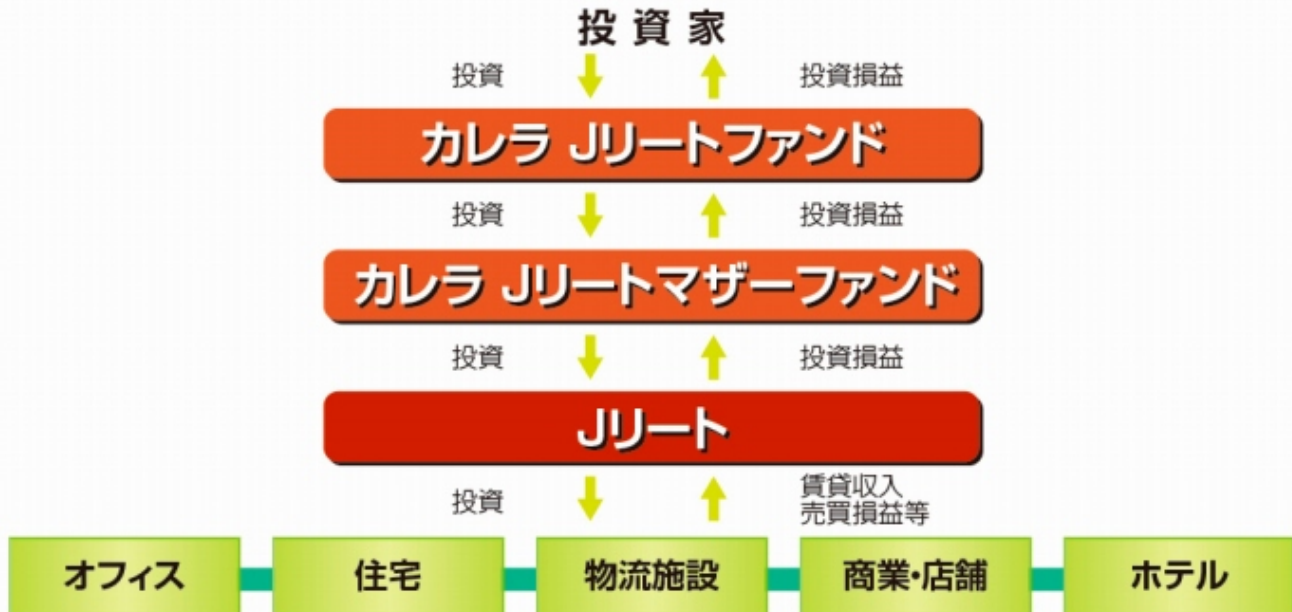 投資家
投資 投資損益
カレラ Jリートファンド
投資 投資損益
カレラ Jリートマザーファンド
投資 投資損益
Jリート
投資 賃貸収入
売買損益等
オフィス 住宅 物流施設 商業・店舗 ホテル